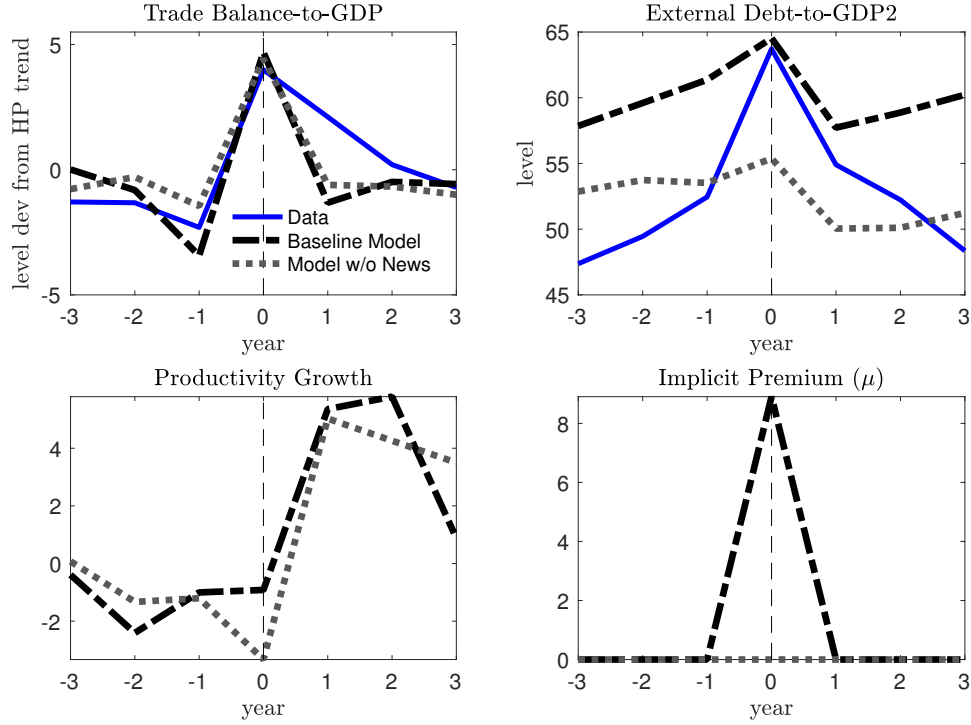 Trade Balance-to-GDP
5
0
-5
level dev from HP trend
Data
Baseline Model
Model w/o News
-3 -2 -1 0 1 2 3
year
External Debt-to-GDP2
65
60
55
50
45
level
-3 -2 -1 0 1 2 3
year
Productivity Growth
4
2
0
-2
-3 -2 -1 0 1 2 3
year
Implicit Premium (μ)
8
6
4
2
0
-3 -2 -1 0 1 2 3
year